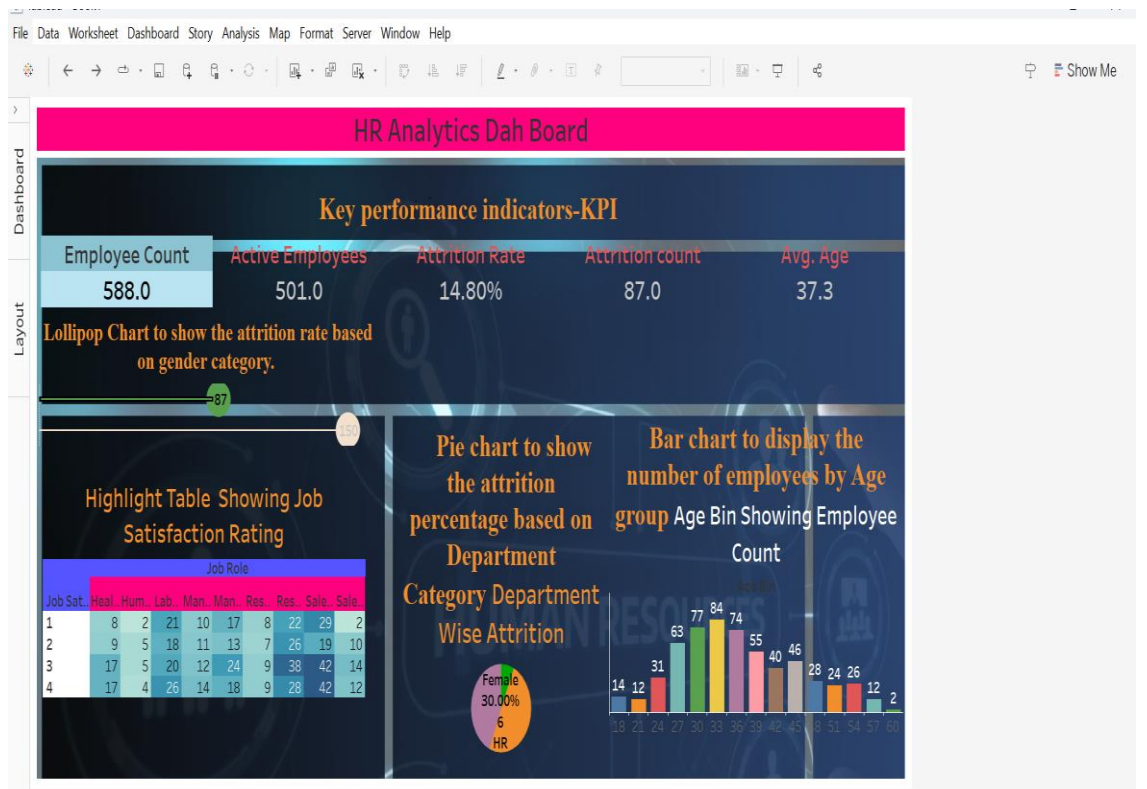 File Data Worksheet Dashboard Story Analysis Map Format Server Window Help
Show Me
Dashboard
Layout
HR Analytics Dah Board
Key performance indicators-KPI
Employee Count Active Employees Attrition Rate Attrition count Avg. Age
588.0 501.0 14.80% 87.0 37.3
Lollipop Chart to show the attrition rate based
on gender category.
87
150
Highlight Table Showing Job
Satisfaction Rating
Job Role
Job Sat.. Heal.. Hum.. Lab.. Man.. Man.. Res.. Res.. Sale.. Sale..
1 8 2 21 10 17 8 22 29 2
2 9 5 18 11 13 7 26 19 10
3 17 5 20 12 24 9 38 42 14
4 17 4 26 14 18 9 28 42 12
Pie chart to show
the attrition
percentage based on
Department
Category Department
Wise Attrition
Female
30.00%
6
HR
Bar chart to display the
number of employees by Age
group Age Bin Showing Employee
Count
Age Bin
14 12 31 63 77 84 74 55 40 46 28 24 26 12 2
18 21 24 27 30 33 36 39 42 45 48 51 54 57 60
HUMAN RESOURCES